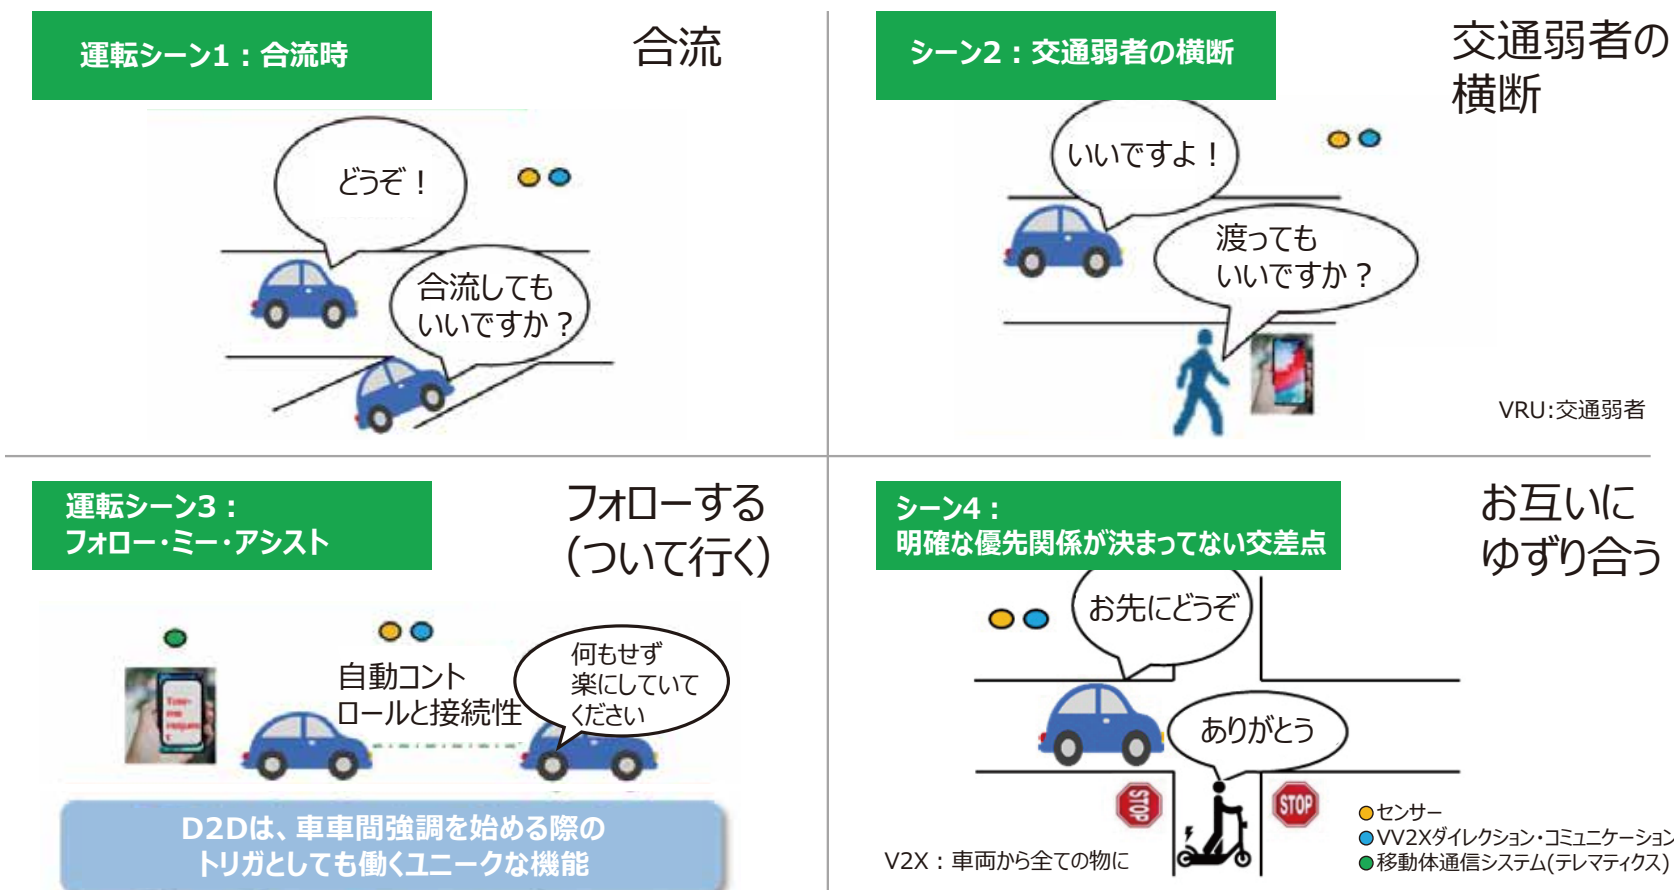 運転シーン1：合流時
合流
どうぞ！
合流しても
いいですか？
シーン2：交通弱者の横断
交通弱者の
横断
いいですよ！
渡っても
いいですか？
VRU:交通弱者
運転シーン3：
フォロー・ミー・アシスト
フォローする
(ついて行く)
自動コント
ロールと接続性
何もせず
楽にしていて
ください
D2Dは、車車間強調を始める際の
トリガとしても働くユニークな機能
シーン4：
明確な優先関係が決まってない交差点
お互いに
ゆずり合う
お先にどうぞ
ありがとう
STOP
STOP
V2X：車両から全ての物に
センサー
VV2Xダイレクション・コミュニケーション
移動体通信システム(テレマティクス)